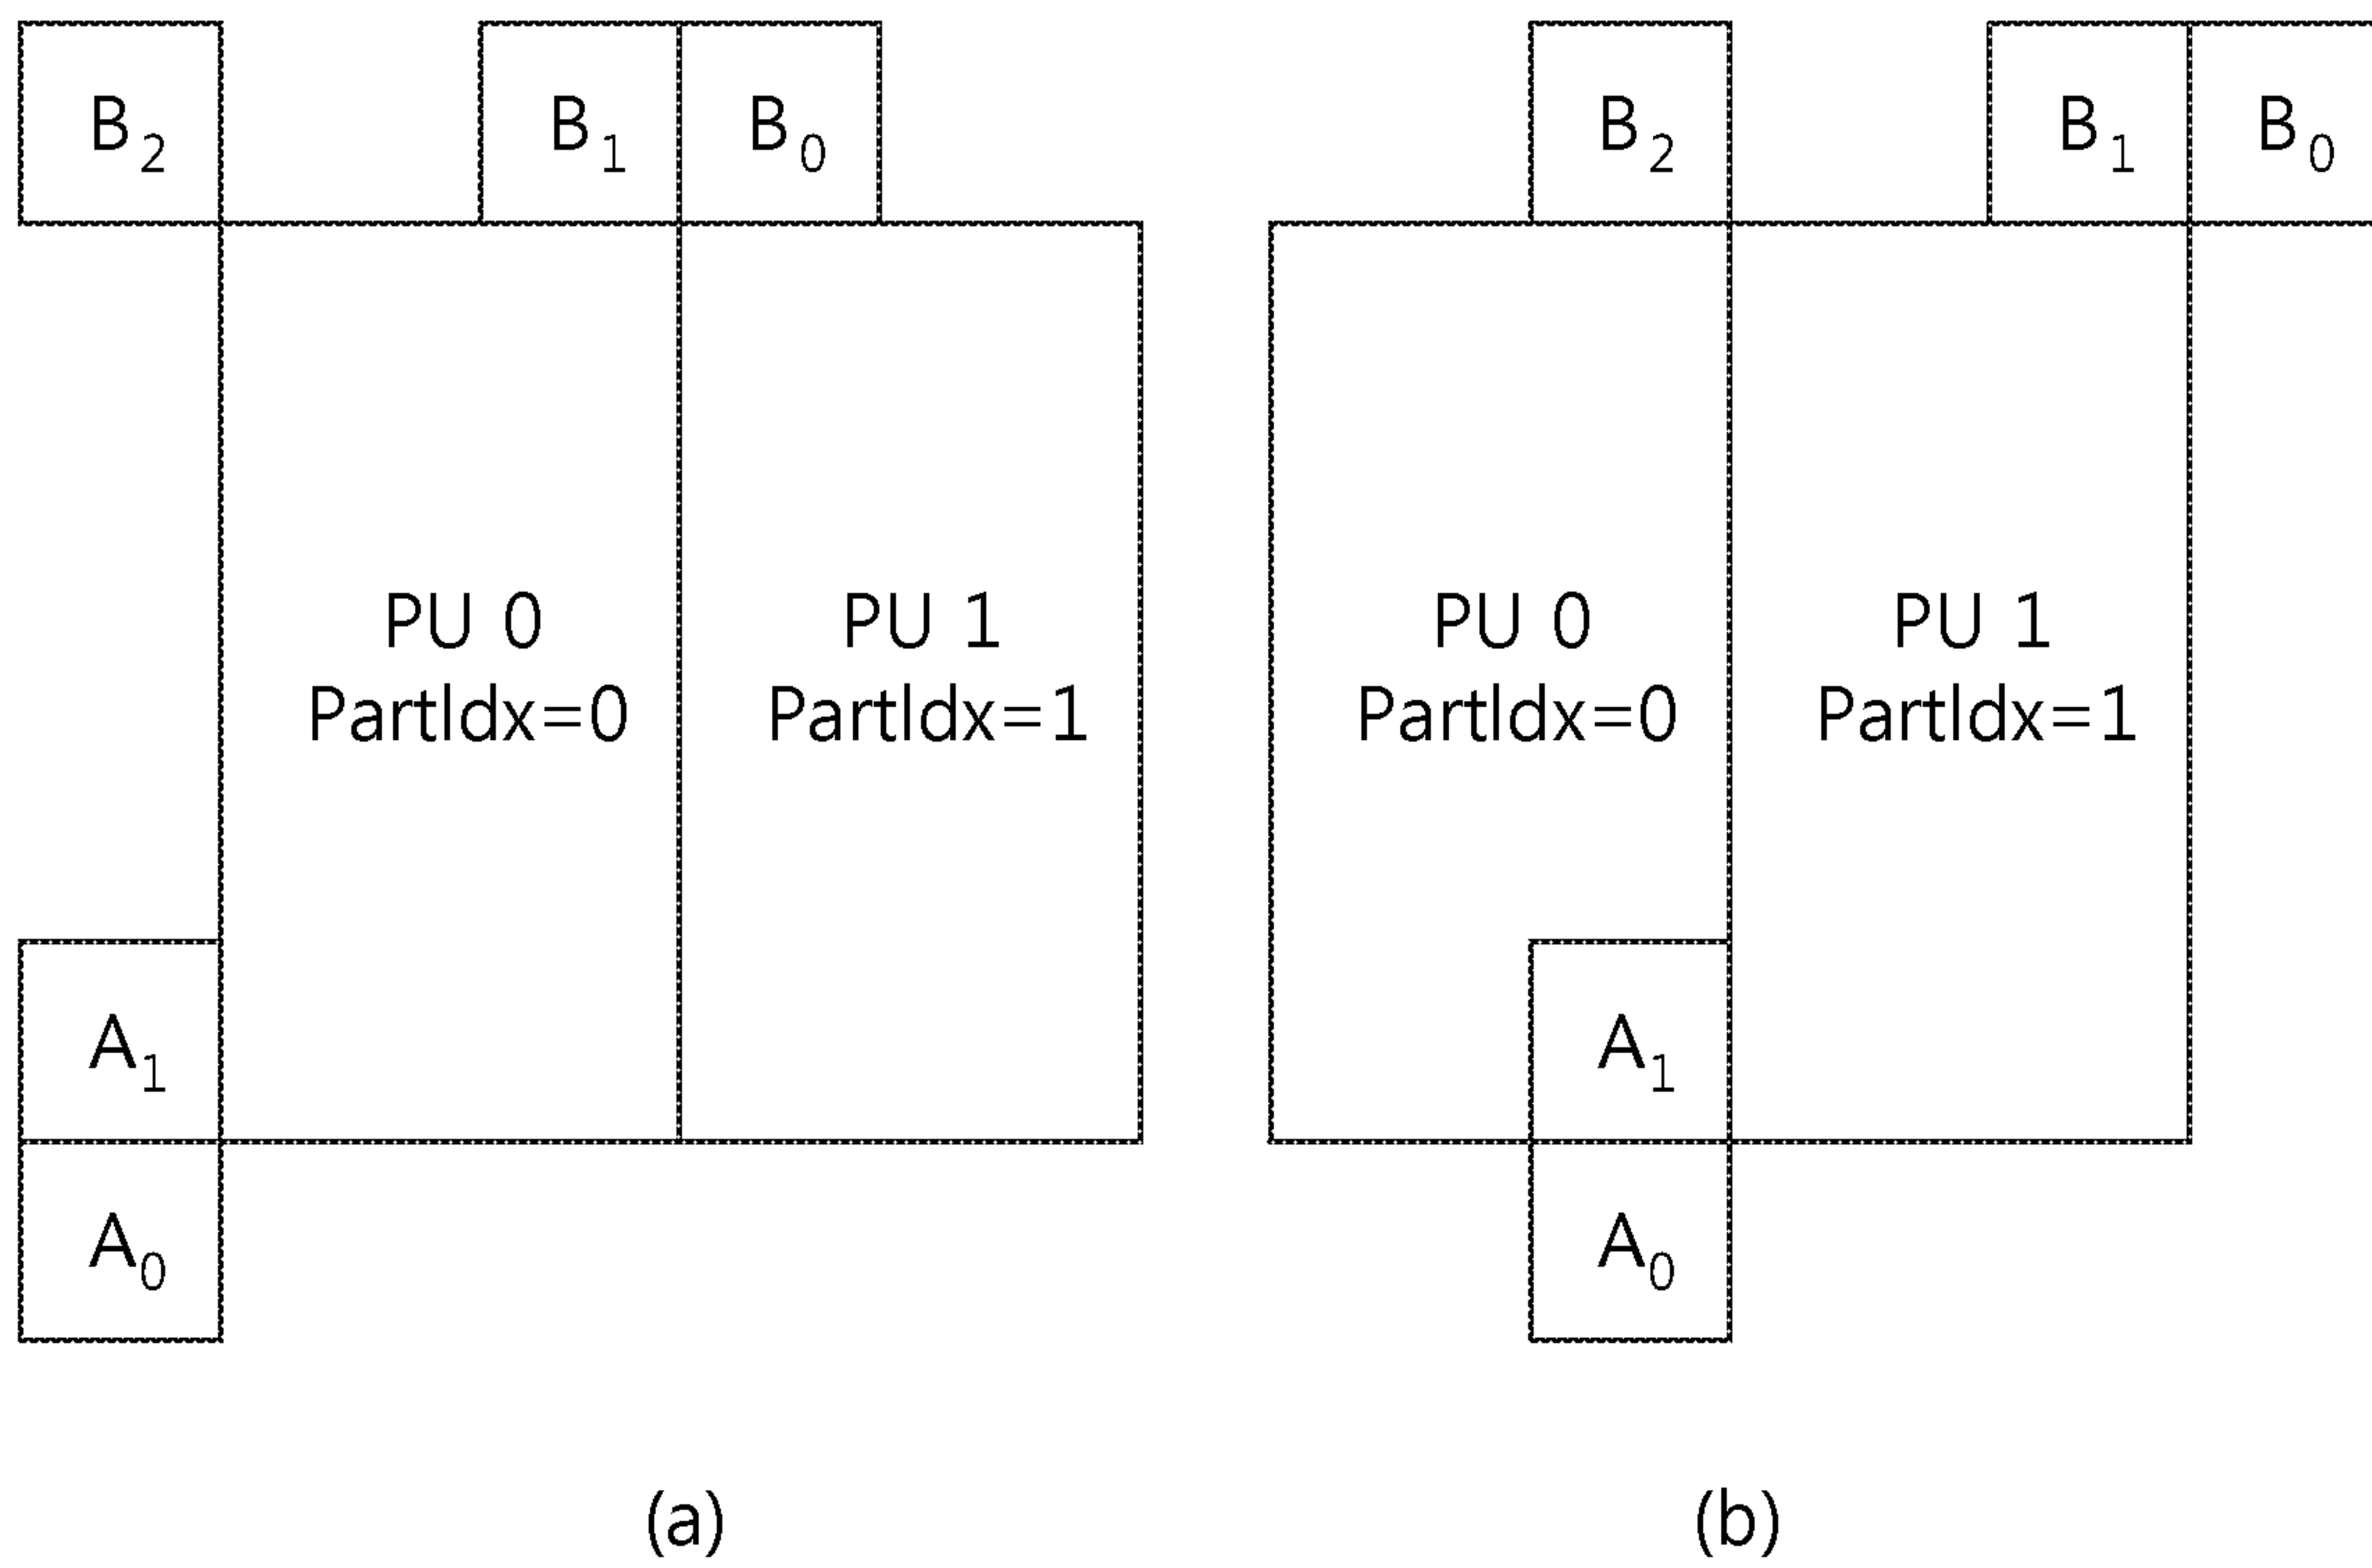 B₂ B₁ B₀
PU 0
PartIdx=0
PU 1
PartIdx=1
A₁
A₀
(a)
B₂ B₁ B₀
PU 0
PartIdx=0
PU 1
PartIdx=1
A₁
A₀
(b)